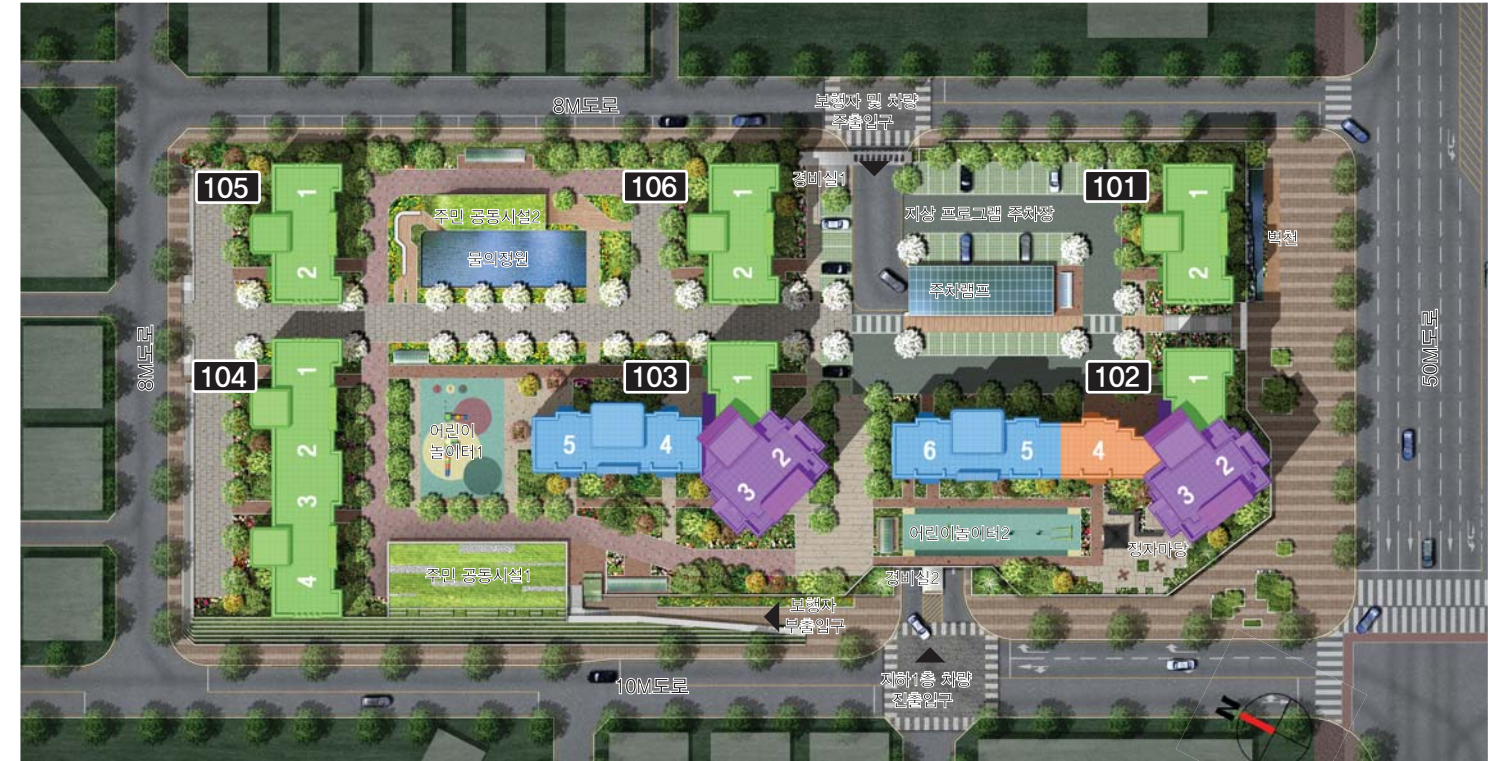 8M도로
보행자 및 차량
주출입구
105
1
2
106
1
2
경비실1
101
1
2
주민 공동시설2
물의정원
지상 프로그램 주차장
벽천
주차램프
8M도로
50M도로
104
1
2
3
4
103
1
2
3
4
5
102
1
2
3
4
5
6
어린이
놀이터1
어린이놀이터2
정자마당
주민 공동시설1
경비실2
보행자
부출입구
10M도로
지하1층 차량
진출입구
N